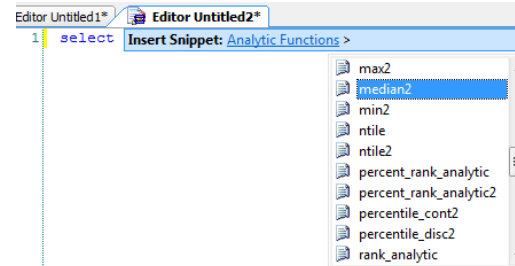 Editor Untitled1* Editor Untitled2*
1 select Insert Snippet: Analytic Functions >
max2
median2
min2
ntile
ntile2
percent_rank_analytic
percent_rank_analytic2
percentile_cont2
percentile_disc2
rank_analytic